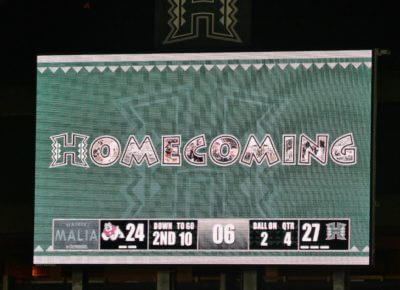 HOMECOMING
MALIA
24
DOWN TO GO
2ND 10
06
BALL ON QTR
2 4
27 H